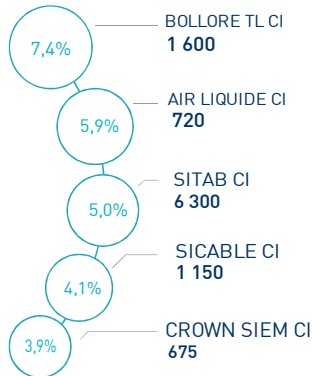 7,4%
BOLLORE TL CI
1 600
5,9%
AIR LIQUIDE CI
720
5,0%
SITAB CI
6 300
4,1%
SICABLE CI
1 150
3,9%
CROWN SIEM CI
675